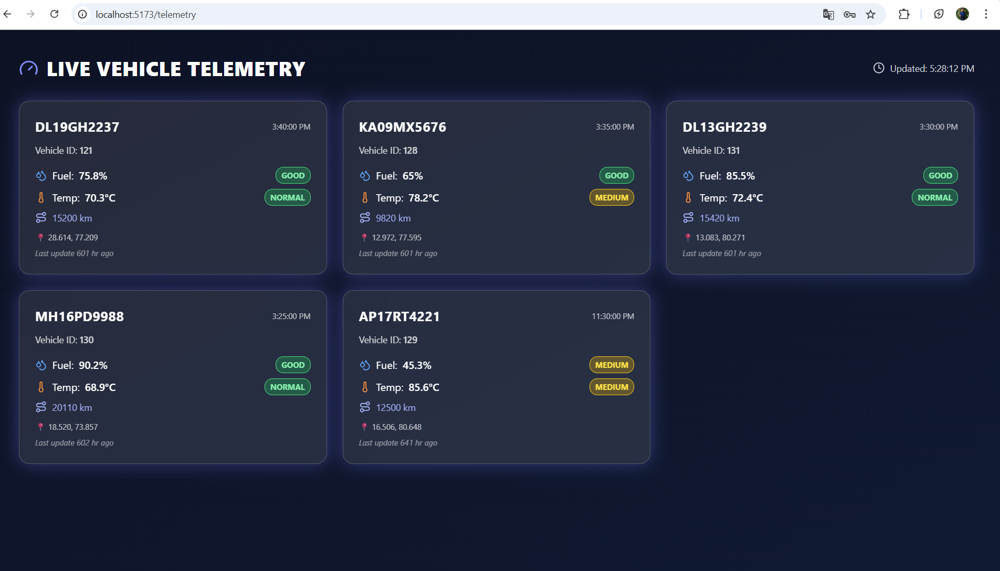 localhost:5173/telemetry
LIVE VEHICLE TELEMETRY
Updated: 5:28:12 PM
DL19GH2237
3:40:00 PM
Vehicle ID: 121
Fuel: 75.8%
GOOD
Temp: 70.3°C
NORMAL
15200 km
28.614, 77.209
Last update 601 hr ago
KA09MX5676
3:35:00 PM
Vehicle ID: 128
Fuel: 65%
GOOD
Temp: 78.2°C
MEDIUM
9820 km
12.972, 77.595
Last update 601 hr ago
DL13GH2239
3:30:00 PM
Vehicle ID: 131
Fuel: 85.5%
GOOD
Temp: 72.4°C
NORMAL
15420 km
13.083, 80.271
Last update 601 hr ago
MH16PD9988
3:25:00 PM
Vehicle ID: 130
Fuel: 90.2%
GOOD
Temp: 68.9°C
NORMAL
20110 km
18.520, 73.857
Last update 602 hr ago
AP17RT4221
11:30:00 PM
Vehicle ID: 129
Fuel: 45.3%
MEDIUM
Temp: 85.6°C
MEDIUM
12500 km
16.506, 80.648
Last update 641 hr ago